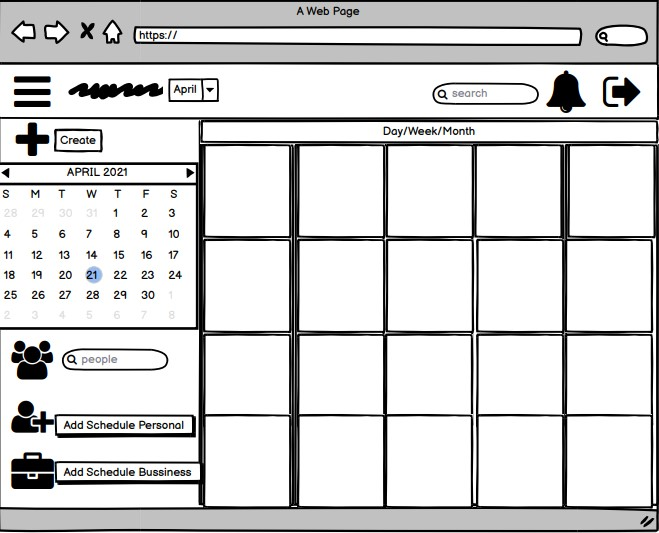 A Web Page
https://
April
search
Create
Day/Week/Month
APRIL 2021
S M T W T F S
28 29 30 31 1 2 3
4 5 6 7 8 9 10
11 12 13 14 15 16 17
18 19 20 21 22 23 24
25 26 27 28 29 30 1
2 3 4 5 6 7 8
people
Add Schedule Personal
Add Schedule Bussiness